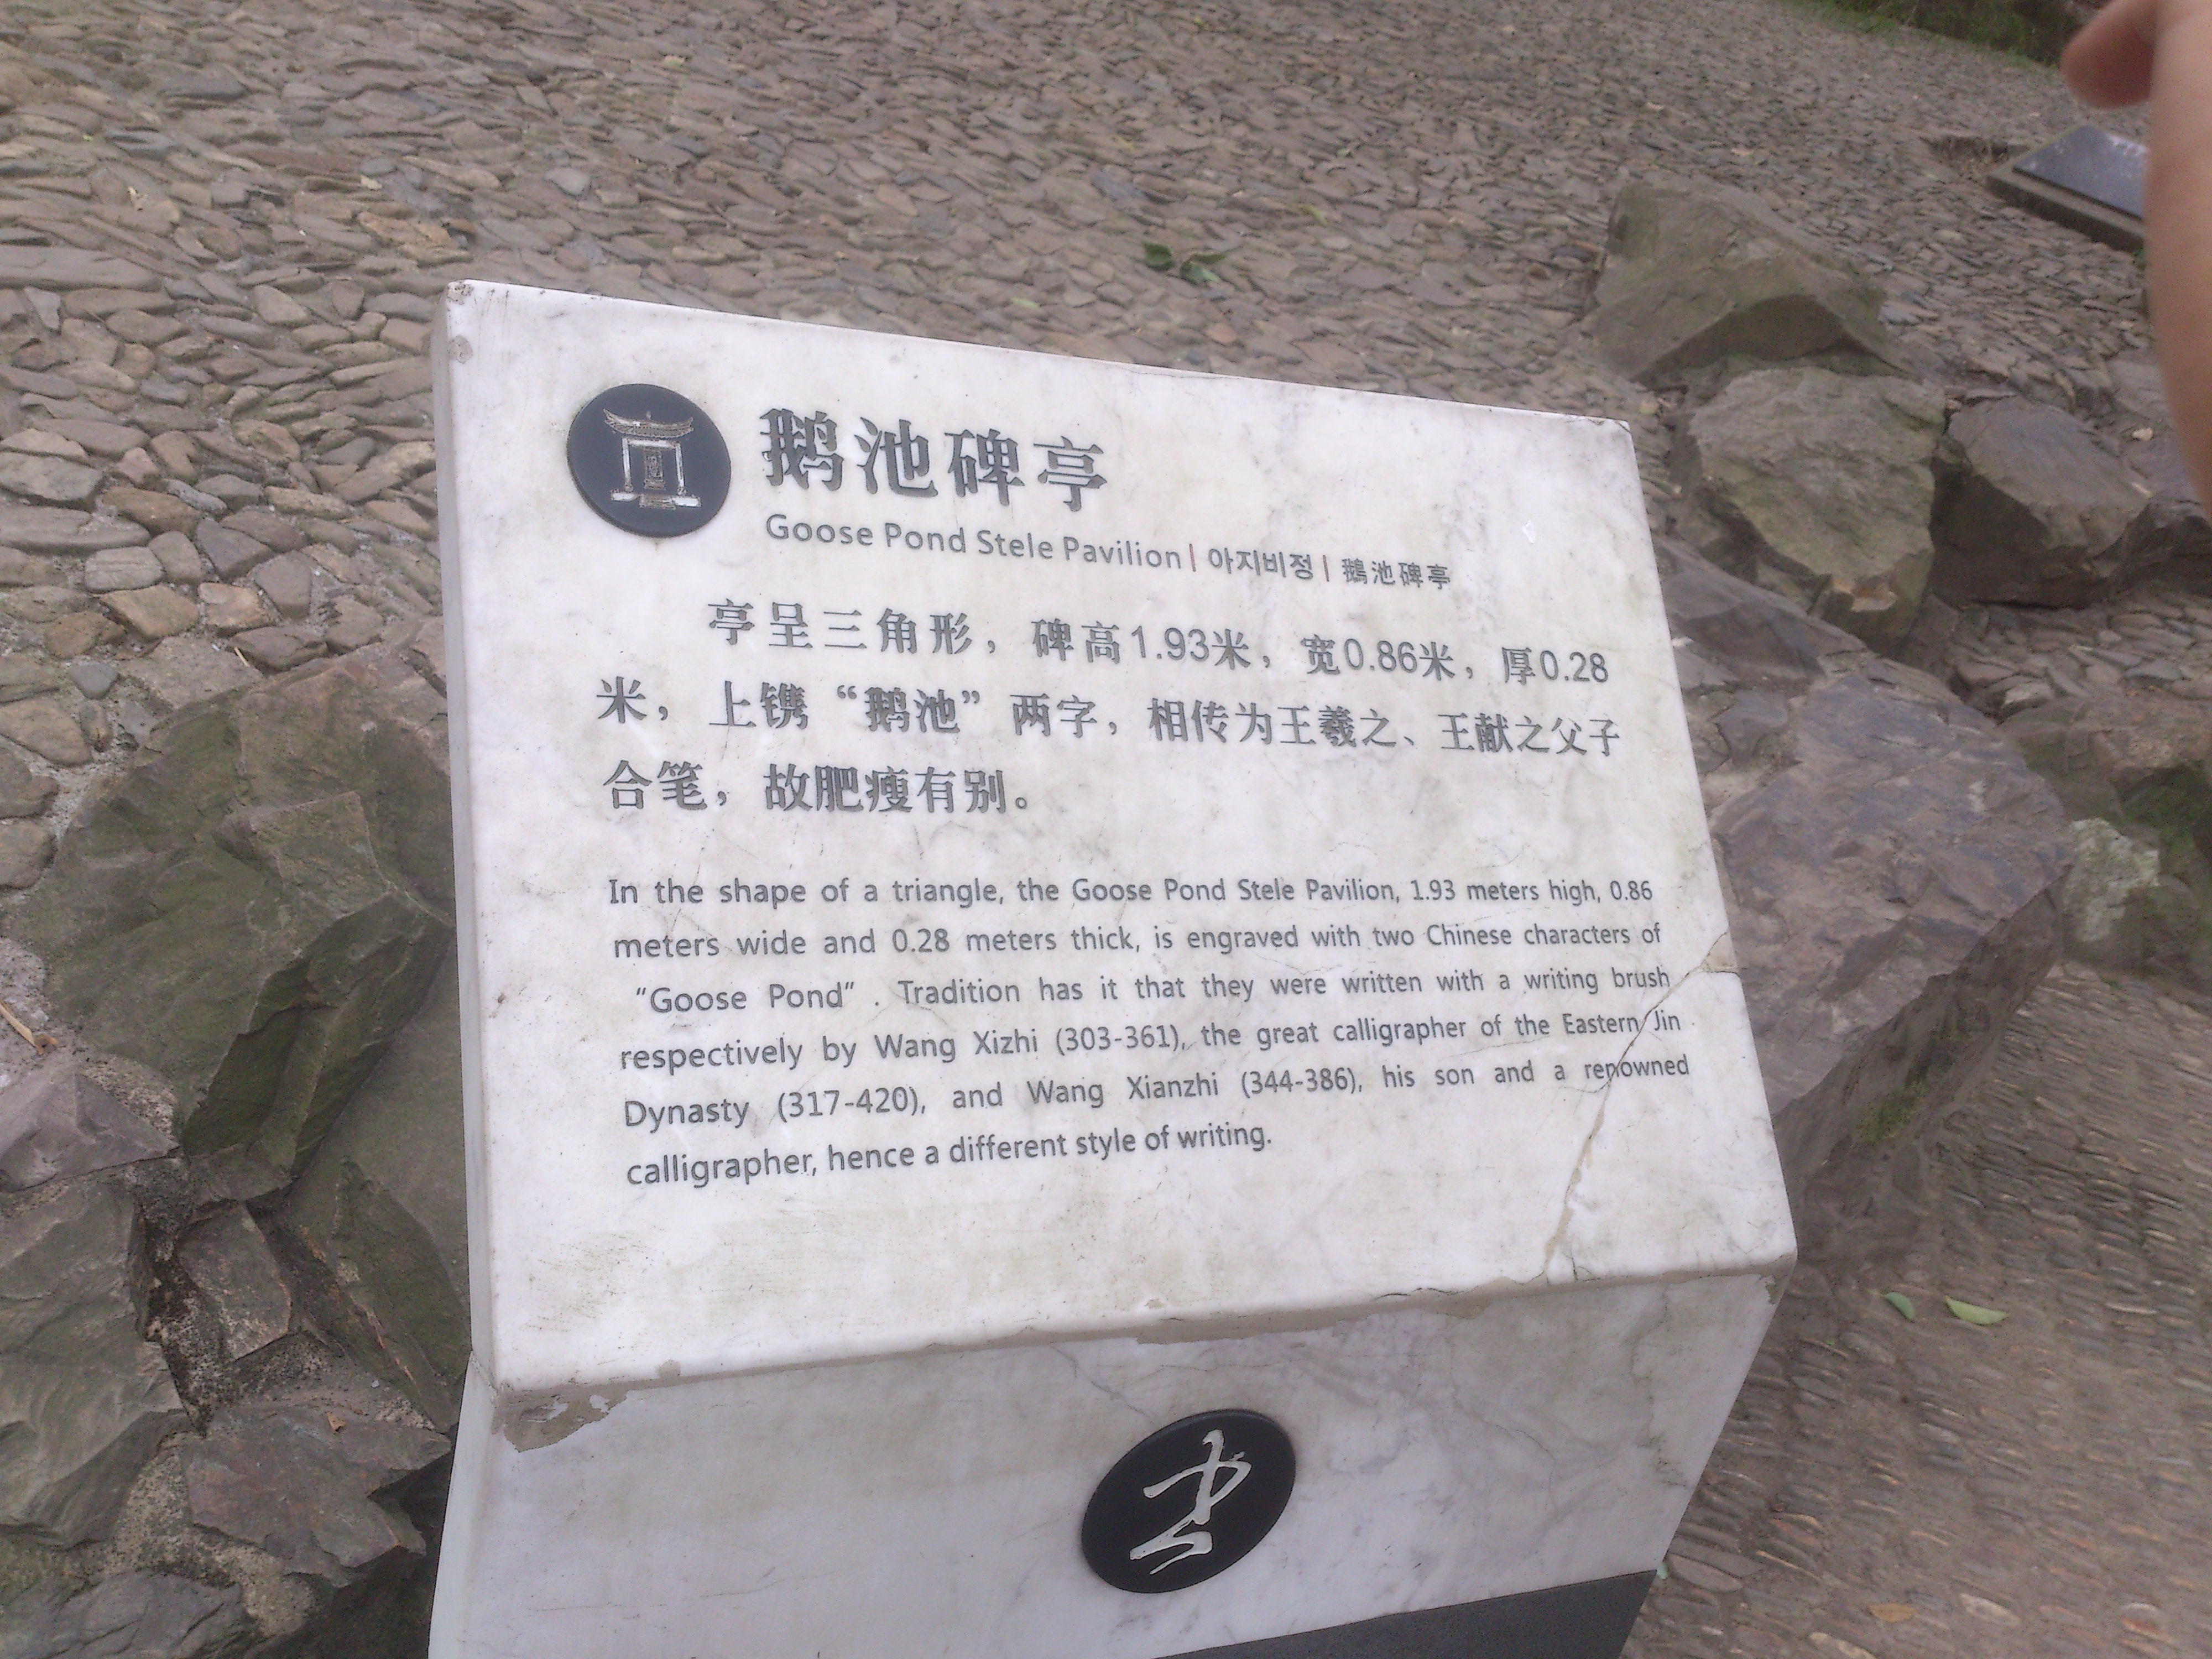 鹅池碑亭
Goose Pond Stele Pavilion | 아지비정 | 鵝池碑亭
亭呈三角形，碑高1.93米，宽0.86米，厚0.28
米，上镌“鹅池”两字，相传为王羲之、王献之父子
合笔，故肥瘦有别。
In the shape of a triangle, the Goose Pond Stele Pavilion, 1.93 meters high, 0.86
meters wide and 0.28 meters thick, is engraved with two Chinese characters of
“Goose Pond” . Tradition has it that they were written with a writing brush
respectively by Wang Xizhi (303-361), the great calligrapher of the Eastern Jin
Dynasty (317-420), and Wang Xianzhi (344-386), his son and a renowned
calligrapher, hence a different style of writing.